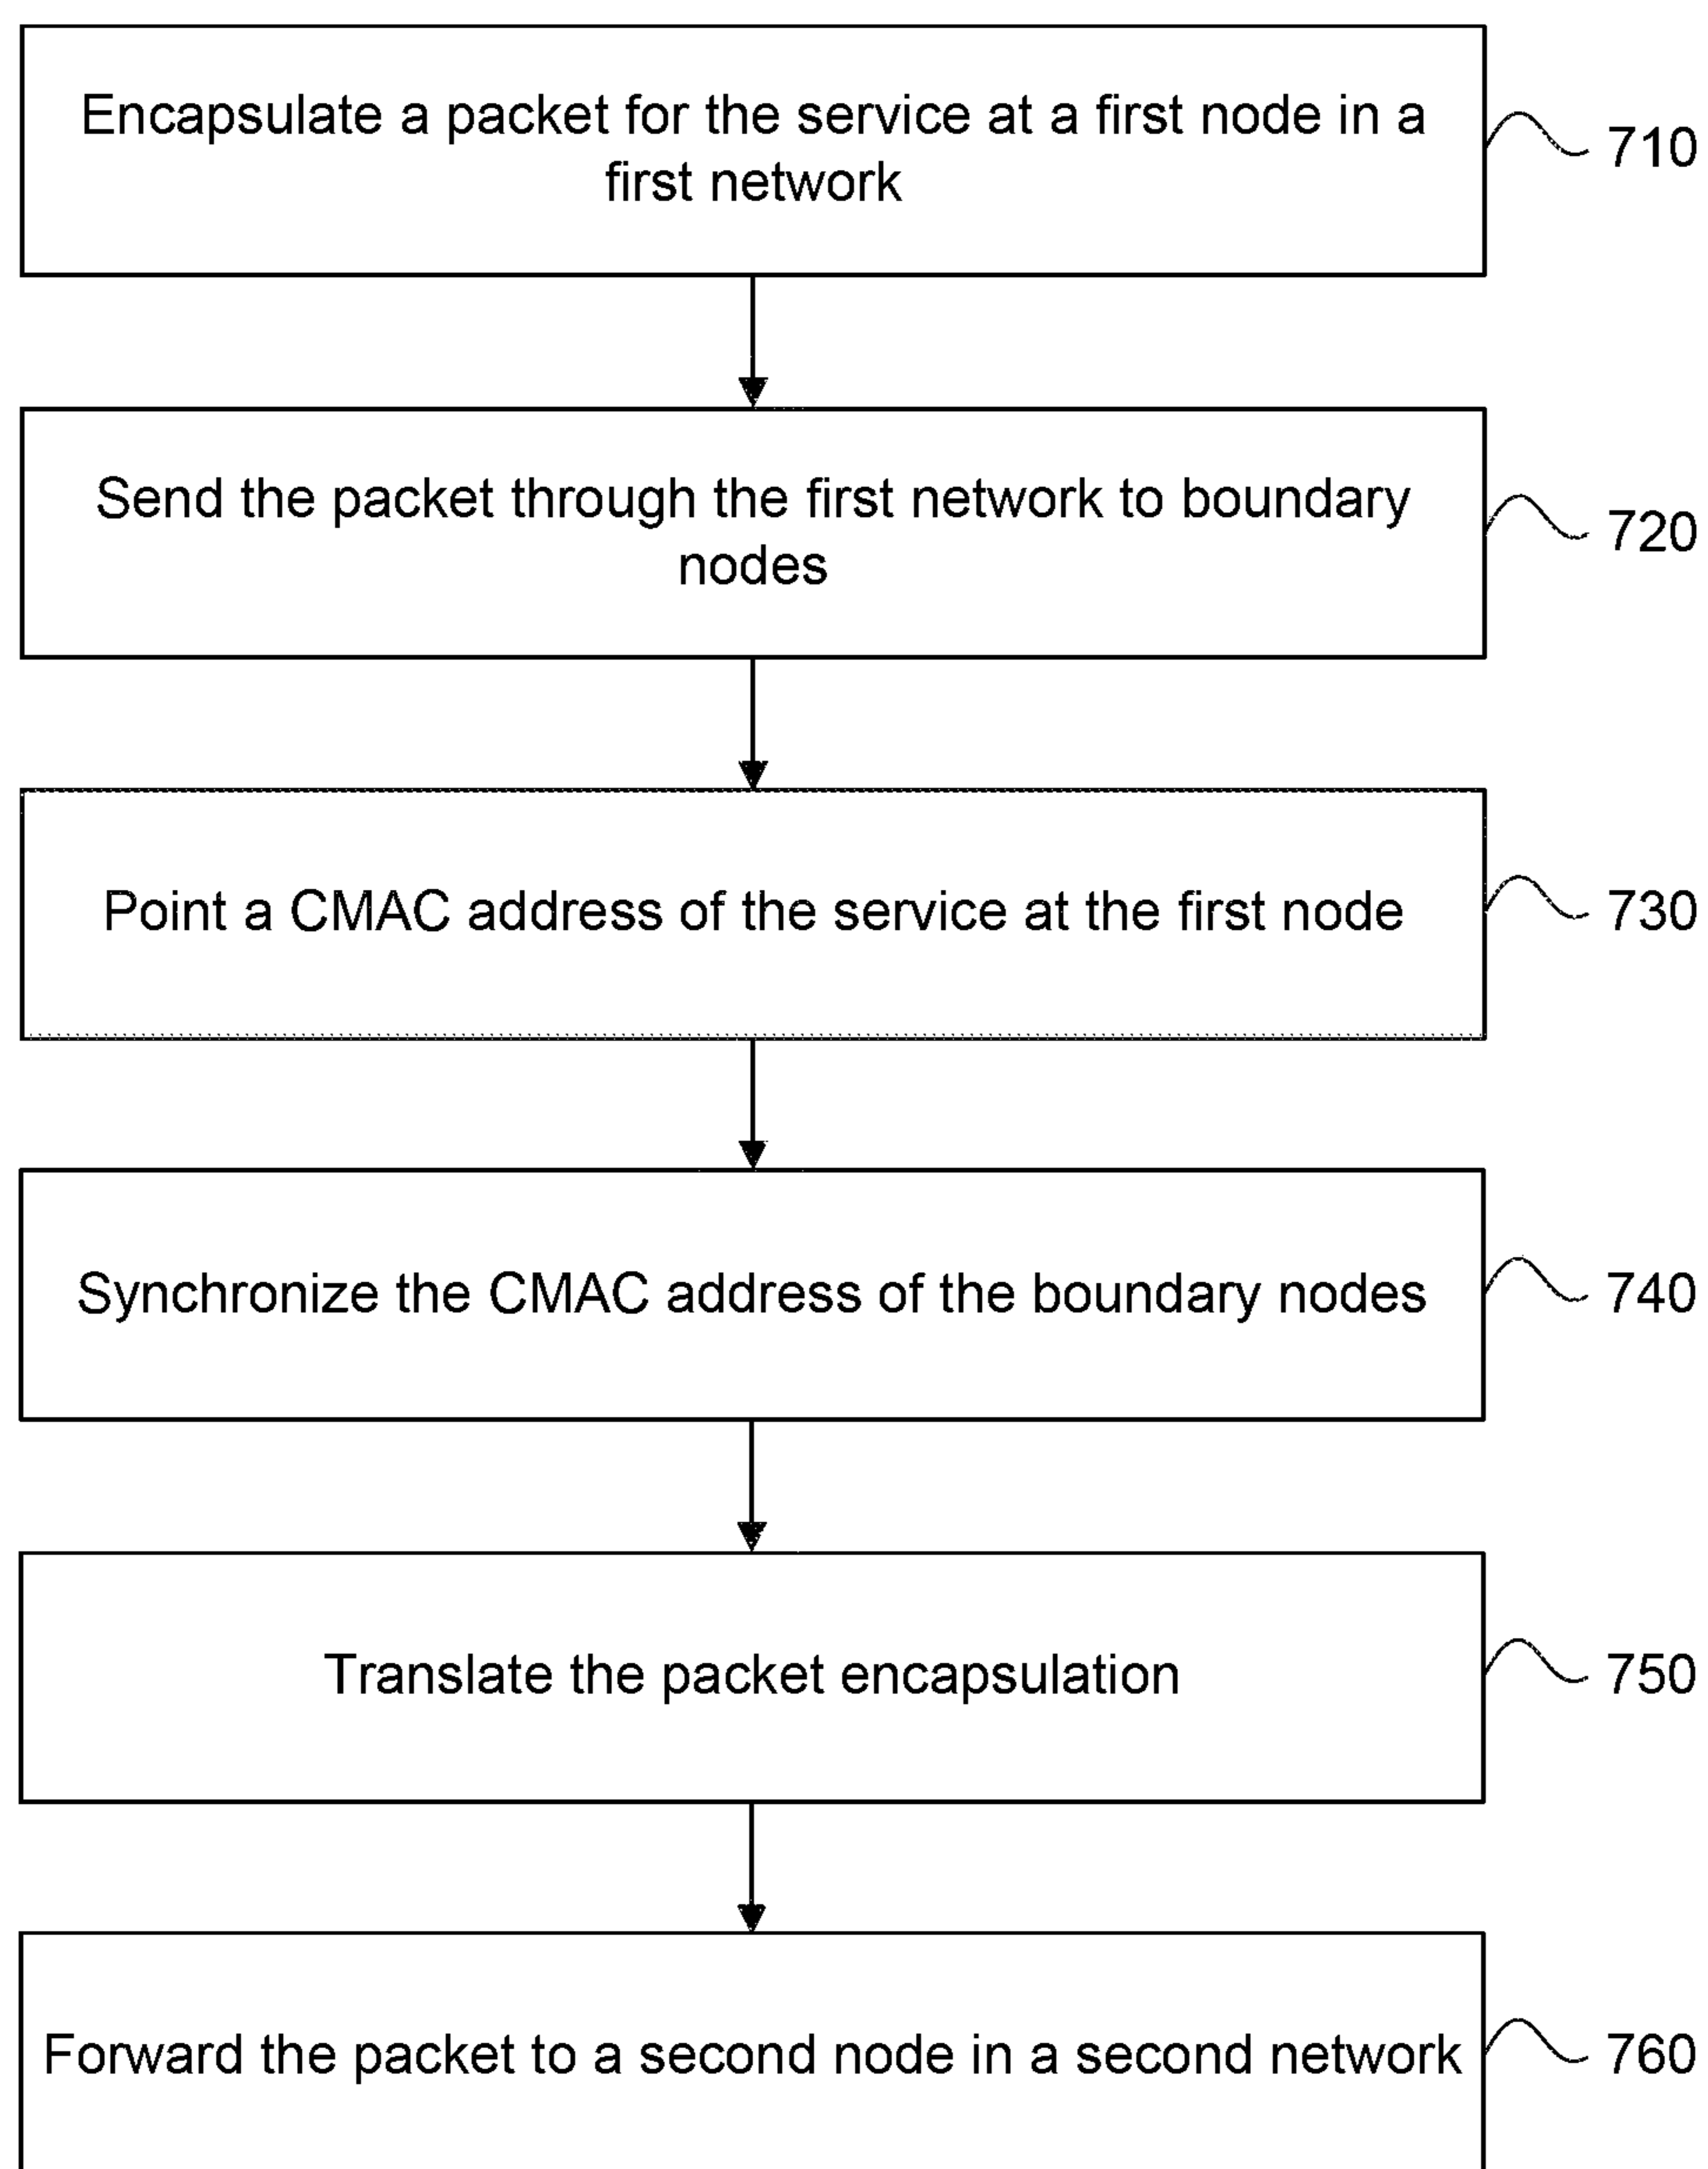 Encapsulate a packet for the service at a first node in a
first network
710
Send the packet through the first network to boundary
nodes
720
Point a CMAC address of the service at the first node
730
Synchronize the CMAC address of the boundary nodes
740
Translate the packet encapsulation
750
Forward the packet to a second node in a second network
760